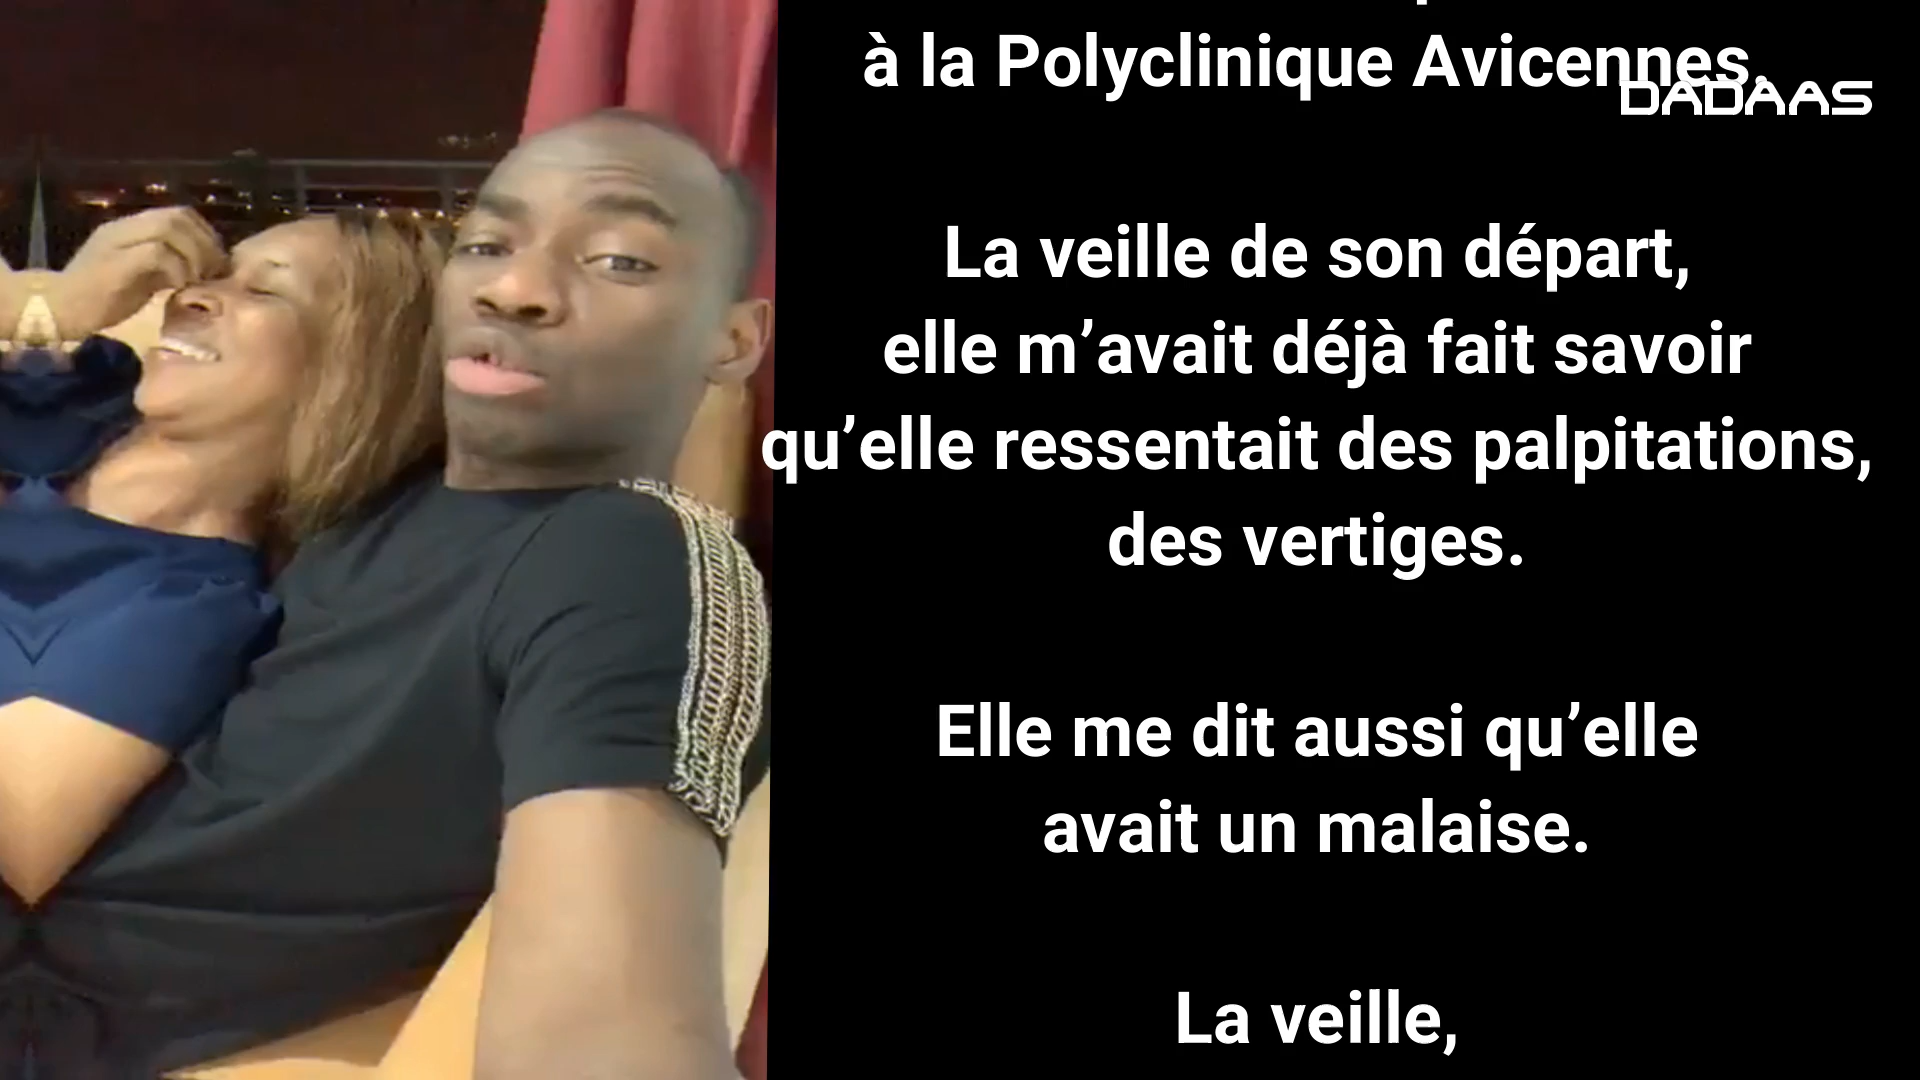 à la Polyclinique Avicennes.
DADAAS
La veille de son départ,
elle m’avait déjà fait savoir
qu’elle ressentait des palpitations,
des vertiges.
Elle me dit aussi qu’elle
avait un malaise.
La veille,